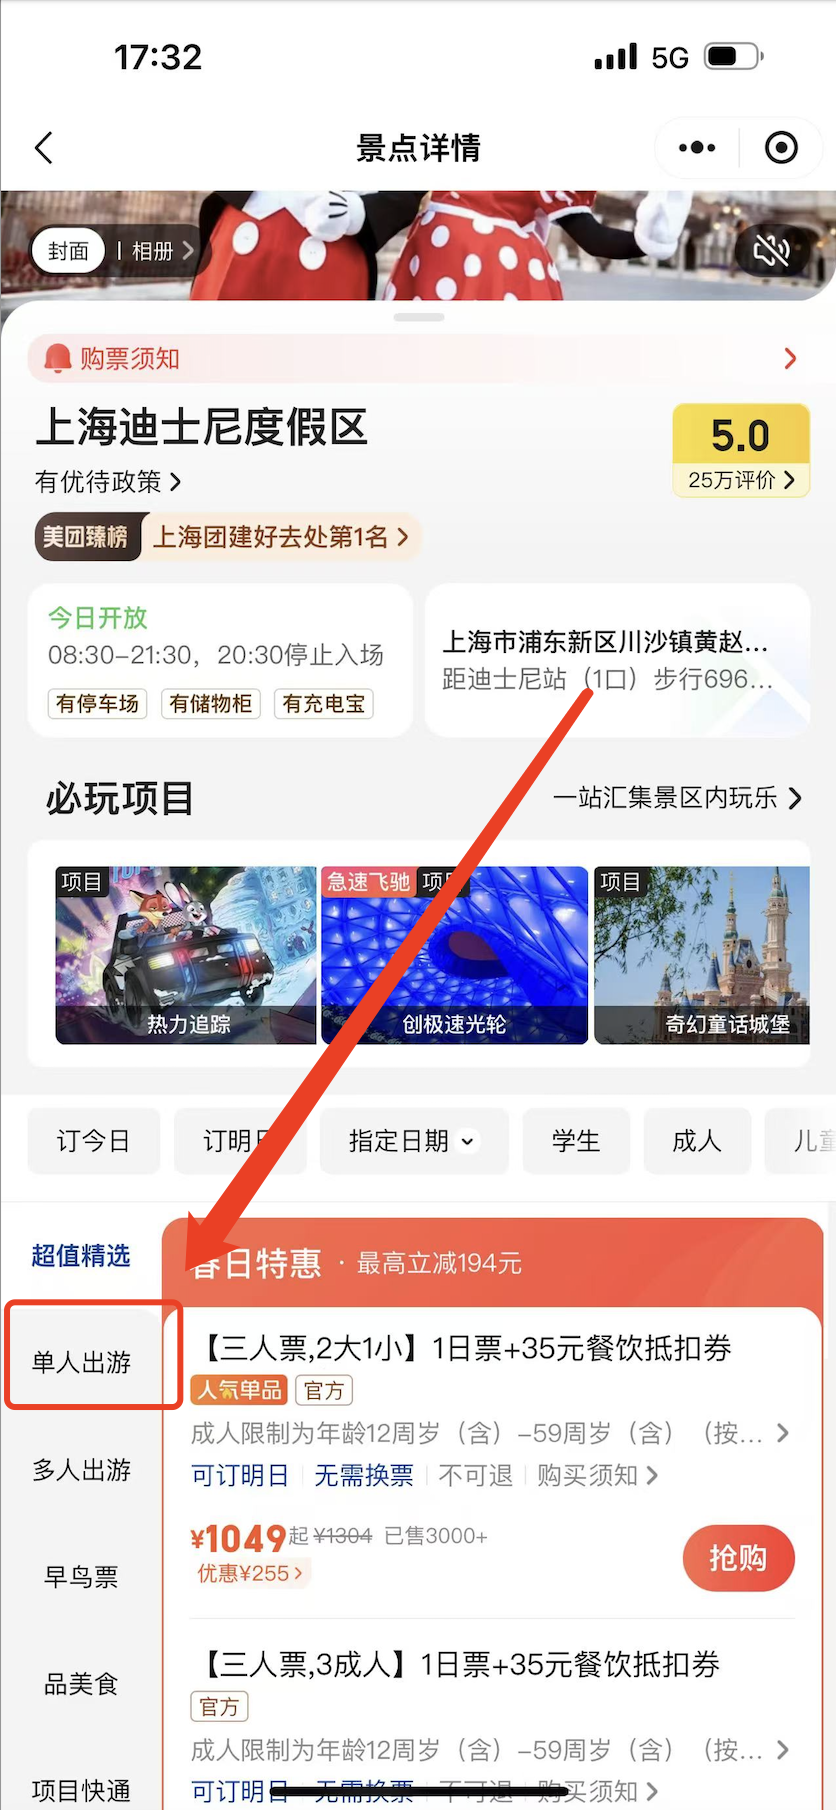 17:32
5G
景点详情
封面 | 相册
购票须知
上海迪士尼度假区
5.0
25万评价
有优待政策
美团臻榜 上海团建好去处第1名
今日开放
08:30-21:30，20:30停止入场
有停车场 有储物柜 有充电宝
上海市浦东新区川沙镇黄赵...
距迪士尼站（1口）步行696...
必玩项目
一站汇集景区内玩乐
项目
热力追踪
急速飞驰
创极速光轮
项目
奇幻童话城堡
订今日 订明日 指定日期 学生 成人 儿童
超值精选
单人出游
多人出游
早鸟票
品美食
项目快通
春日特惠 · 最高立减194元
【三人票,2大1小】1日票+35元餐饮抵扣券
人气单品 官方
成人限制为年龄12周岁（含）-59周岁（含）（按...
可订明日 无需换票 不可退 购买须知
¥1049起 ¥1304 已售3000+
优惠¥255
抢购
【三人票,3成人】1日票+35元餐饮抵扣券
官方
成人限制为年龄12周岁（含）-59周岁（含）（按...
可订明日 无需换票 不可退 购买须知